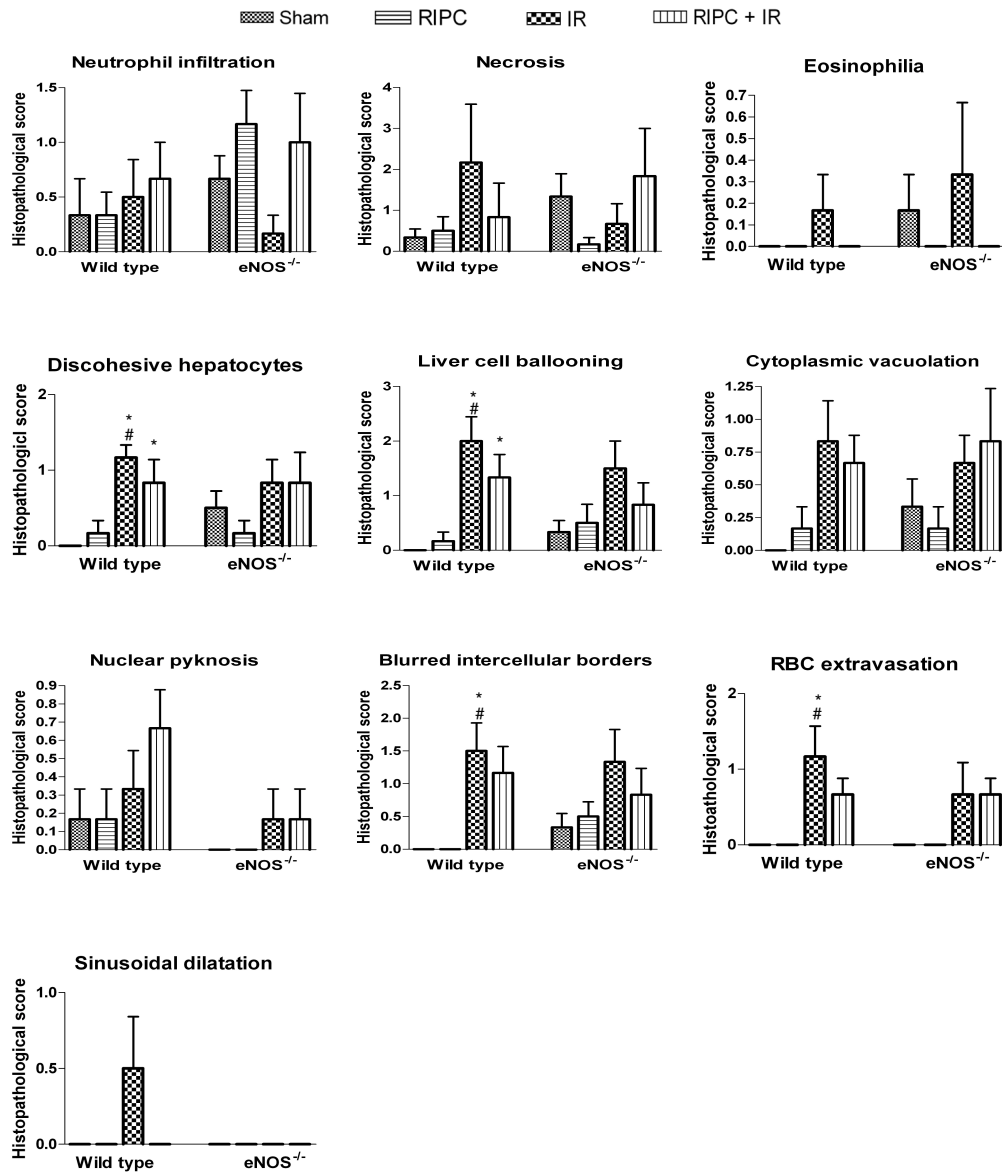 Sham RIPC IR RIPC + IR
Neutrophil infiltration
Histopathological score
1.5
1.0
0.5
0.0
Wild type eNOS-/-
Necrosis
Histopathological score
4
3
2
1
0
Wild type eNOS-/-
Eosinophilia
Histopathological score
0.7
0.6
0.5
0.4
0.3
0.2
0.1
0.0
Wild type eNOS-/-
Discohesive hepatocytes
Histopathologicl score
2
1
0
*
#
*
Wild type eNOS-/-
Liver cell ballooning
Histopathological score
3
2
1
0
*
#
*
Wild type eNOS-/-
Cytoplasmic vacuolation
Histopathological score
1.25
1.00
0.75
0.50
0.25
0.00
Wild type eNOS-/-
Nuclear pyknosis
Histopathological score
0.9
0.8
0.7
0.6
0.5
0.4
0.3
0.2
0.1
0.0
Wild type eNOS-/-
Blurred intercellular borders
Histopathological score
2.5
2.0
1.5
1.0
0.5
0.0
*
#
Wild type eNOS-/-
RBC extravasation
Histoathological score
2
1
0
*
#
Wild type eNOS-/-
Sinusoidal dilatation
Histopathological score
1.0
0.5
0.0
Wild type eNOS-/-